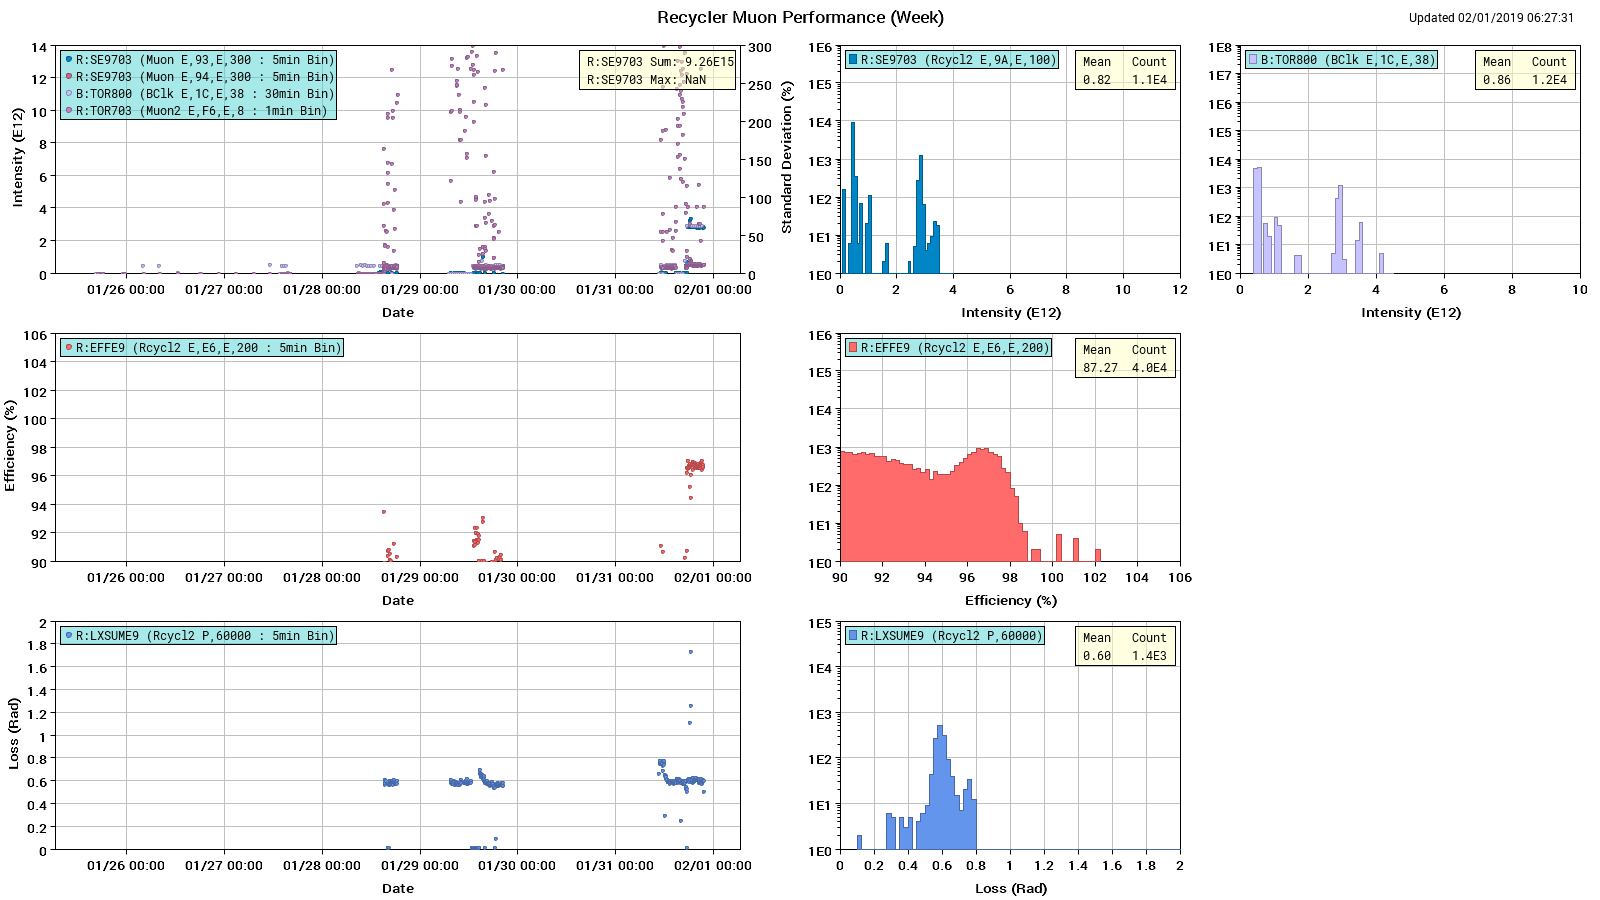 Recycler Muon Performance (Week)
Updated 02/01/2019 06:27:31
R:SE9703 (Muon E,93,E,300 : 5min Bin)
R:SE9703 (Muon E,94,E,300 : 5min Bin)
B:TOR800 (BClk E,1C,E,38 : 30min Bin)
R:TOR703 (Muon2 E,F6,E,8 : 1min Bin)
R:SE9703 Sum: 9.26E15
R:SE9703 Max: NaN
14
12
10
8
6
4
2
0
Intensity (E12)
300
250
200
150
100
50
0
Standard Deviation (%)
01/26 00:00 01/27 00:00 01/28 00:00 01/29 00:00 01/30 00:00 01/31 00:00 02/01 00:00
Date
R:SE9703 (Rcycl2 E,9A,E,100)
Mean Count
0.82 1.1E4
1E6
1E5
1E4
1E3
1E2
1E1
1E0
0 2 4 6 8 10 12
Intensity (E12)
B:TOR800 (BClk E,1C,E,38)
Mean Count
0.86 1.2E4
1E8
1E7
1E6
1E5
1E4
1E3
1E2
1E1
1E0
0 2 4 6 8 10
Intensity (E12)
R:EFFE9 (Rcycl2 E,E6,E,200 : 5min Bin)
106
104
102
100
98
96
94
92
90
Efficiency (%)
01/26 00:00 01/27 00:00 01/28 00:00 01/29 00:00 01/30 00:00 01/31 00:00 02/01 00:00
Date
R:EFFE9 (Rcycl2 E,E6,E,200)
Mean Count
87.27 4.0E4
1E6
1E5
1E4
1E3
1E2
1E1
1E0
90 92 94 96 98 100 102 104 106
Efficiency (%)
R:LXSUME9 (Rcycl2 P,60000 : 5min Bin)
2
1.8
1.6
1.4
1.2
1
0.8
0.6
0.4
0.2
0
Loss (Rad)
01/26 00:00 01/27 00:00 01/28 00:00 01/29 00:00 01/30 00:00 01/31 00:00 02/01 00:00
Date
R:LXSUME9 (Rcycl2 P,60000)
Mean Count
0.60 1.4E3
1E5
1E4
1E3
1E2
1E1
1E0
0 0.2 0.4 0.6 0.8 1 1.2 1.4 1.6 1.8 2
Loss (Rad)